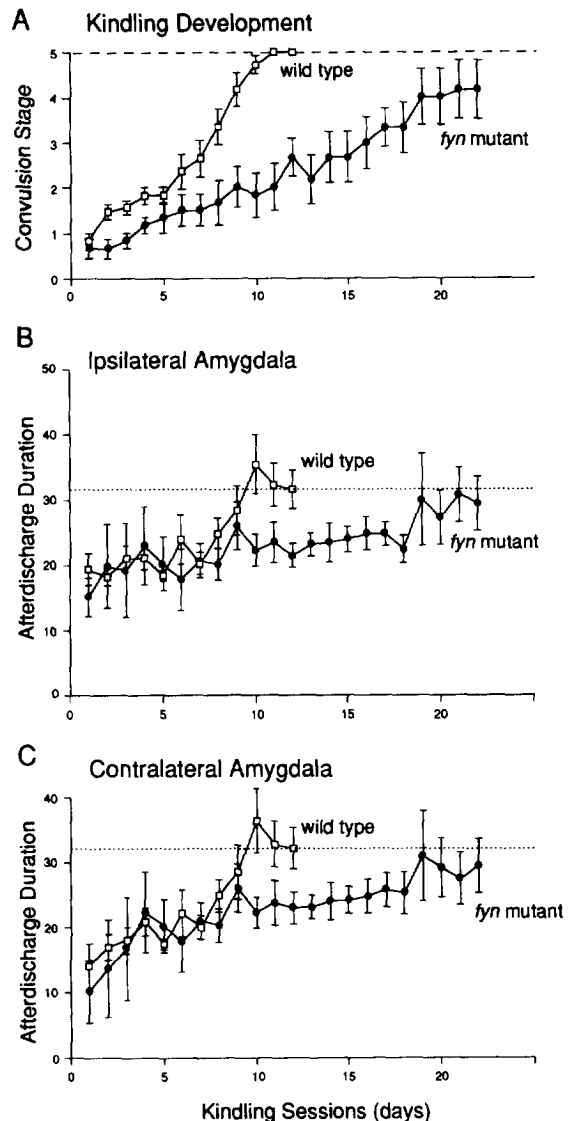 A Kindling Development
Convulsion Stage
5
4
3
2
1
0
wild type
fyn mutant
0 5 10 15 20
B Ipsilateral Amygdala
Afterdischarge Duration
50
40
30
20
10
0
wild type
fyn mutant
0 5 10 15 20
C Contralateral Amygdala
Afterdischarge Duration
40
30
20
10
0
wild type
fyn mutant
0 5 10 15 20
Kindling Sessions (days)